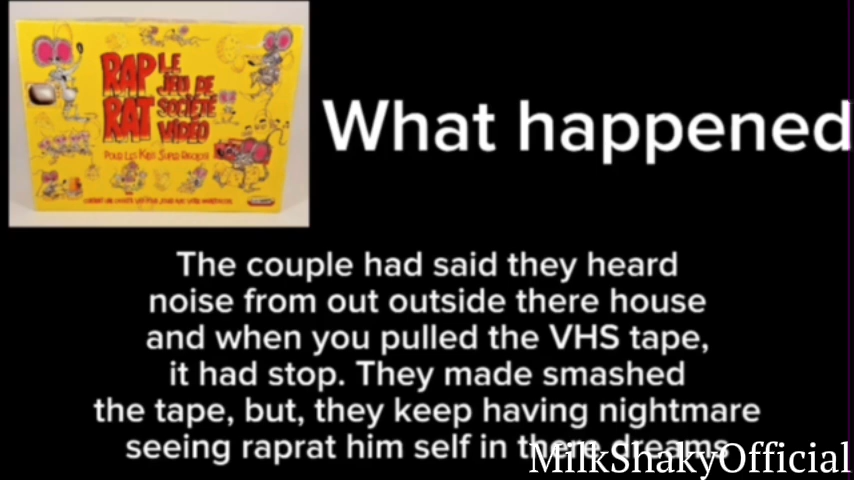 RAP LE
JEU DE
RAT SOCIÉTÉ
VIDÉO
What happened
The couple had said they heard
noise from out outside there house
and when you pulled the VHS tape,
it had stop. They made smashed
the tape, but, they keep having nightmare
seeing raprat him self in there dreams
MilkShakyOfficial